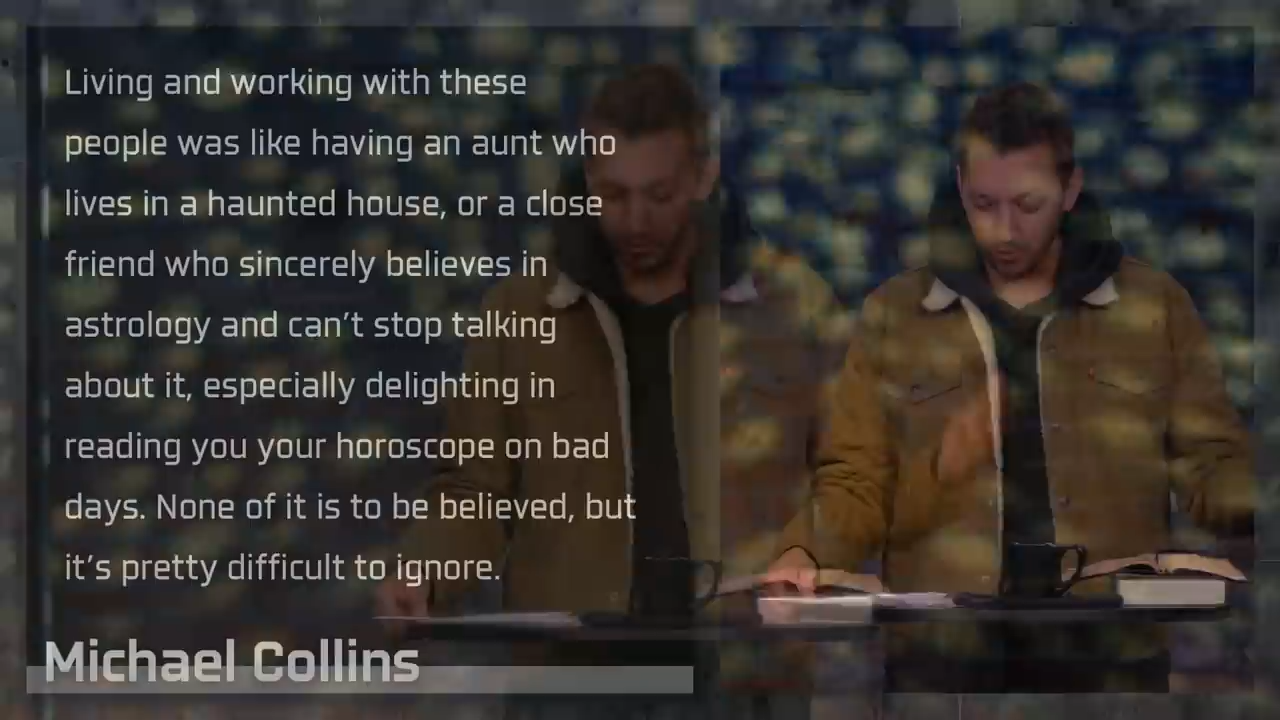 Living and working with these
people was like having an aunt who
lives in a haunted house, or a close
friend who sincerely believes in
astrology and can’t stop talking
about it, especially delighting in
reading you your horoscope on bad
days. None of it is to be believed, but
it’s pretty difficult to ignore.
Michael Collins